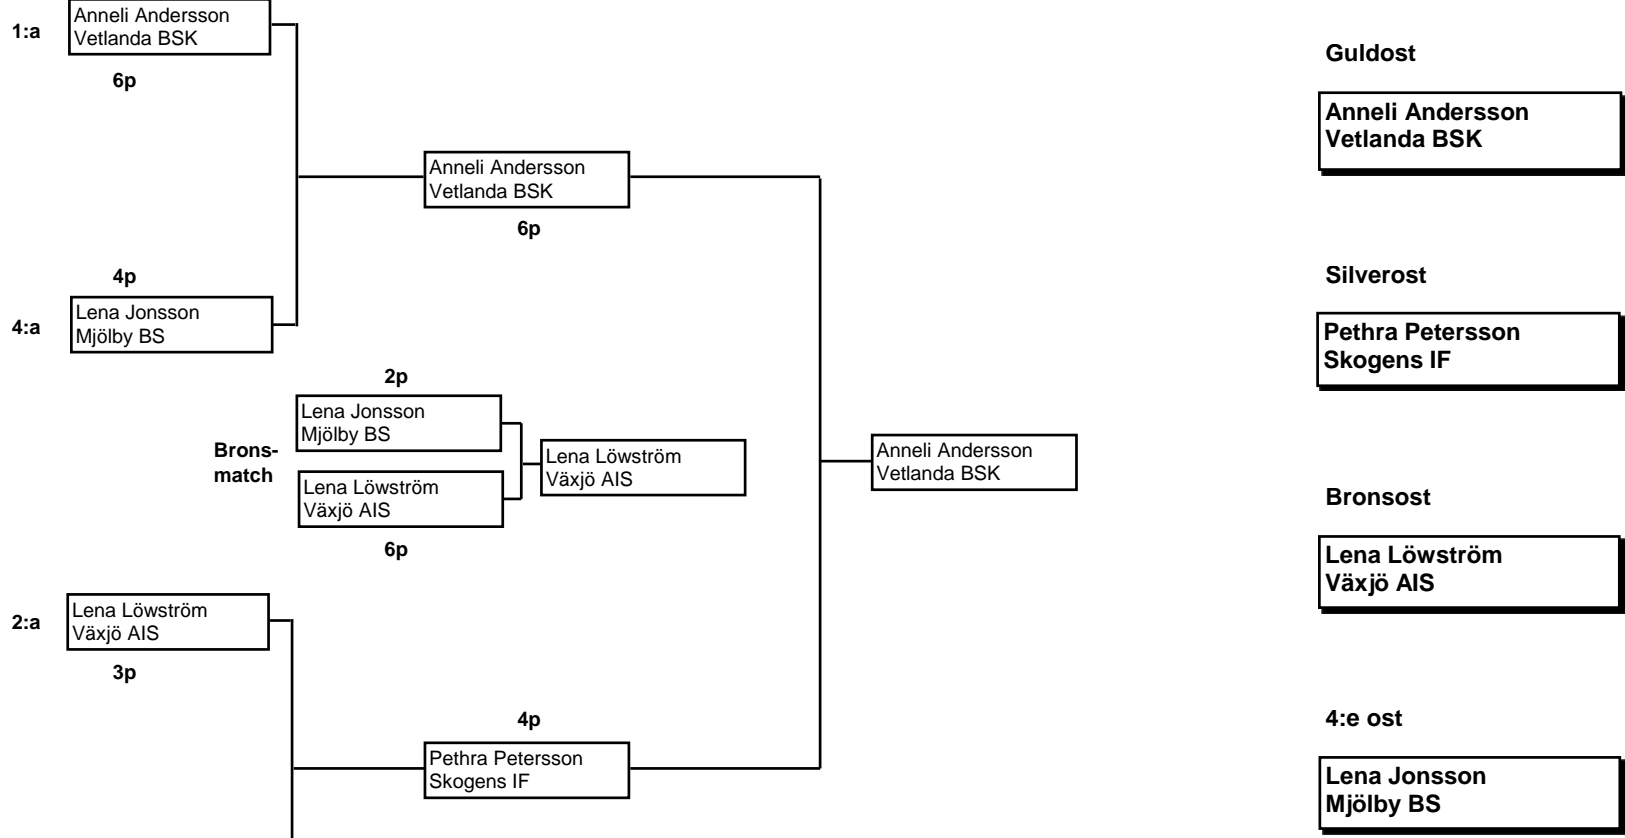 1:a
Anneli Andersson
Vetlanda BSK
6p
Anneli Andersson
Vetlanda BSK
6p
4p
4:a
Lena Jonsson
Mjölby BS
2p
Lena Jonsson
Mjölby BS
Brons-
match
Lena Löwström
Växjö AIS
6p
Lena Löwström
Växjö AIS
Anneli Andersson
Vetlanda BSK
2:a
Lena Löwström
Växjö AIS
3p
4p
Pethra Petersson
Skogens IF
Guldost
Anneli Andersson
Vetlanda BSK
Silverost
Pethra Petersson
Skogens IF
Bronsost
Lena Löwström
Växjö AIS
4:e ost
Lena Jonsson
Mjölby BS